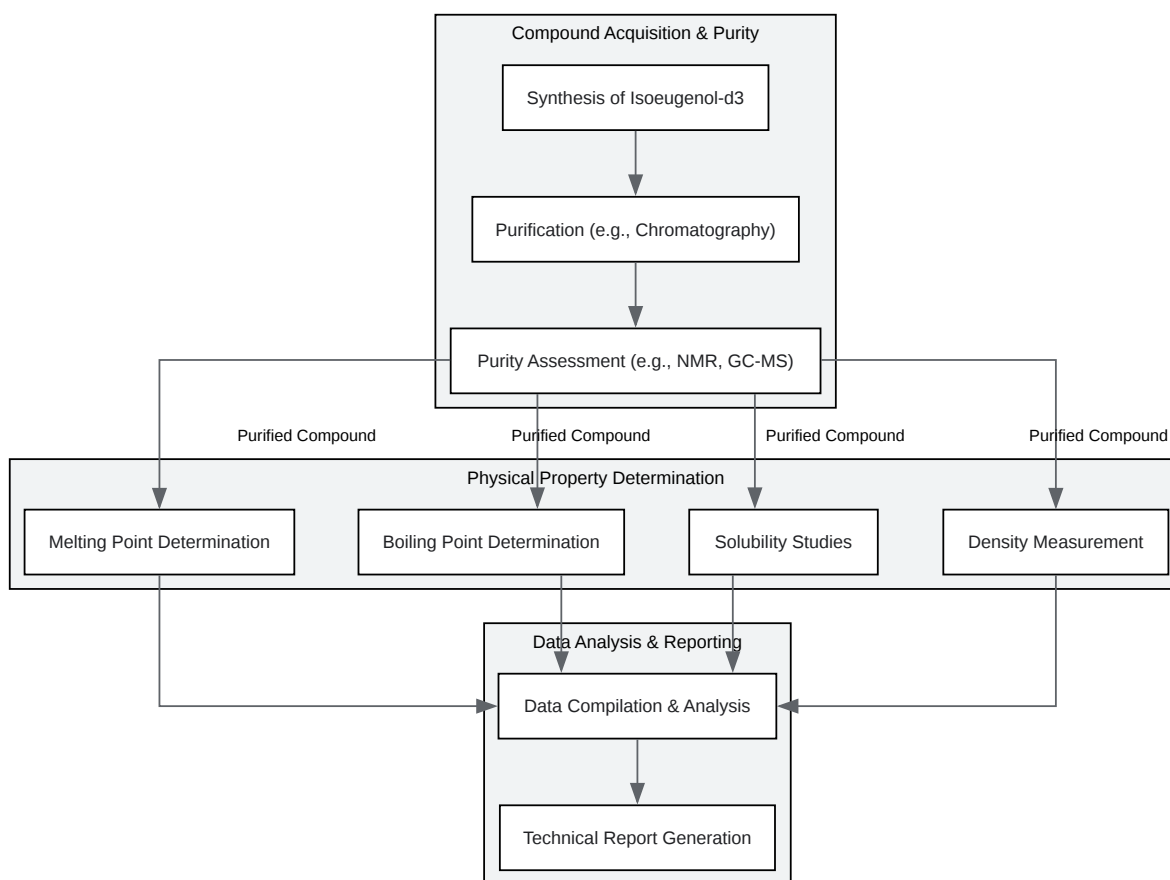 Compound Acquisition & Purity
Synthesis of Isoeugenol-d3
Purification (e.g., Chromatography)
Purity Assessment (e.g., NMR, GC-MS)
Purified Compound
Purified Compound
Purified Compound
Purified Compound
Physical Property Determination
Melting Point Determination
Boiling Point Determination
Solubility Studies
Density Measurement
Data Analysis & Reporting
Data Compilation & Analysis
Technical Report Generation